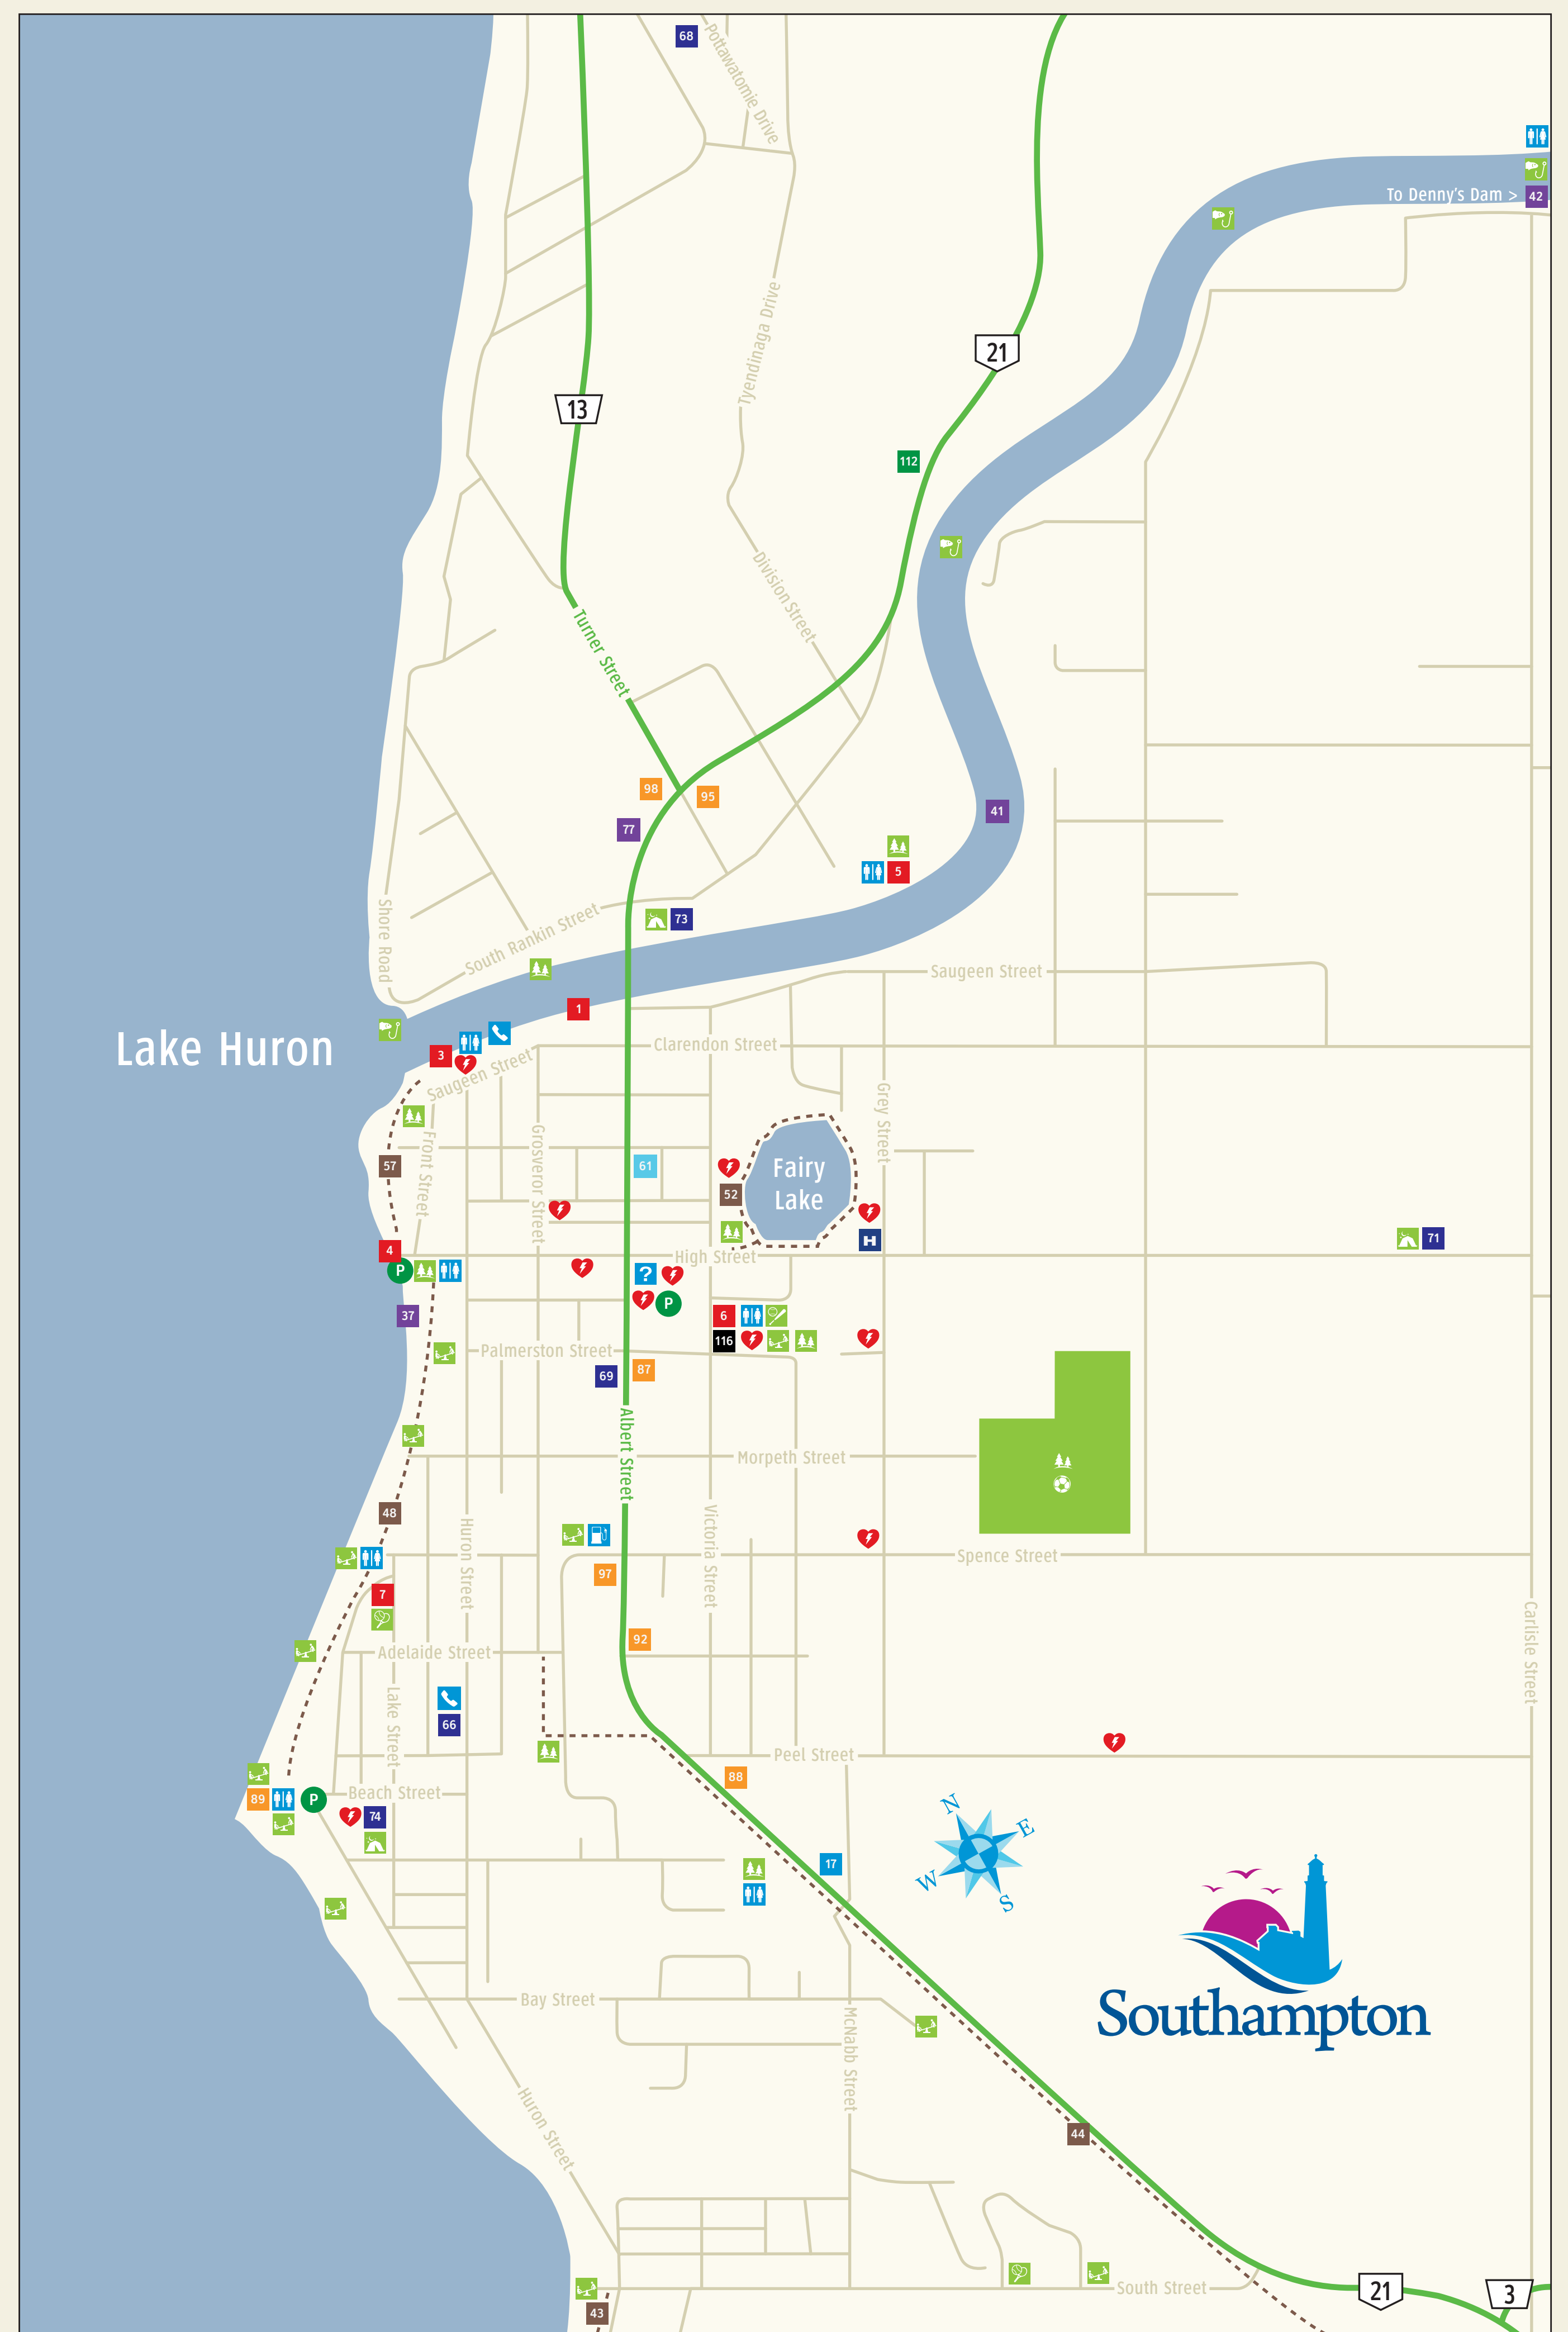 68
Pottawatomie Drive
To Denny's Dam >
42
Tyendinaga Drive
21
13
112
Division Street
Turner Street
98
95
77
41
5
73
Shore Road
South Rankin Street
Saugeen Street
1
Lake Huron
3
Saugeen Street
Clarendon Street
Grey Street
Front Street
Grosveror Street
57
61
Fairy
Lake
52
H
4
High Street
71
P
?
P
37
6
116
Palmerston Street
69
87
Albert Street
Morpeth Street
48
Huron Street
Victoria Street
Spence Street
97
7
92
Adelaide Street
Carlisle Street
Lake Street
66
Peel Street
88
89
P
Beach Street
74
17
N
E
W
S
Bay Street
McNabb Street
Southampton
Huron Street
44
South Street
21
3
43